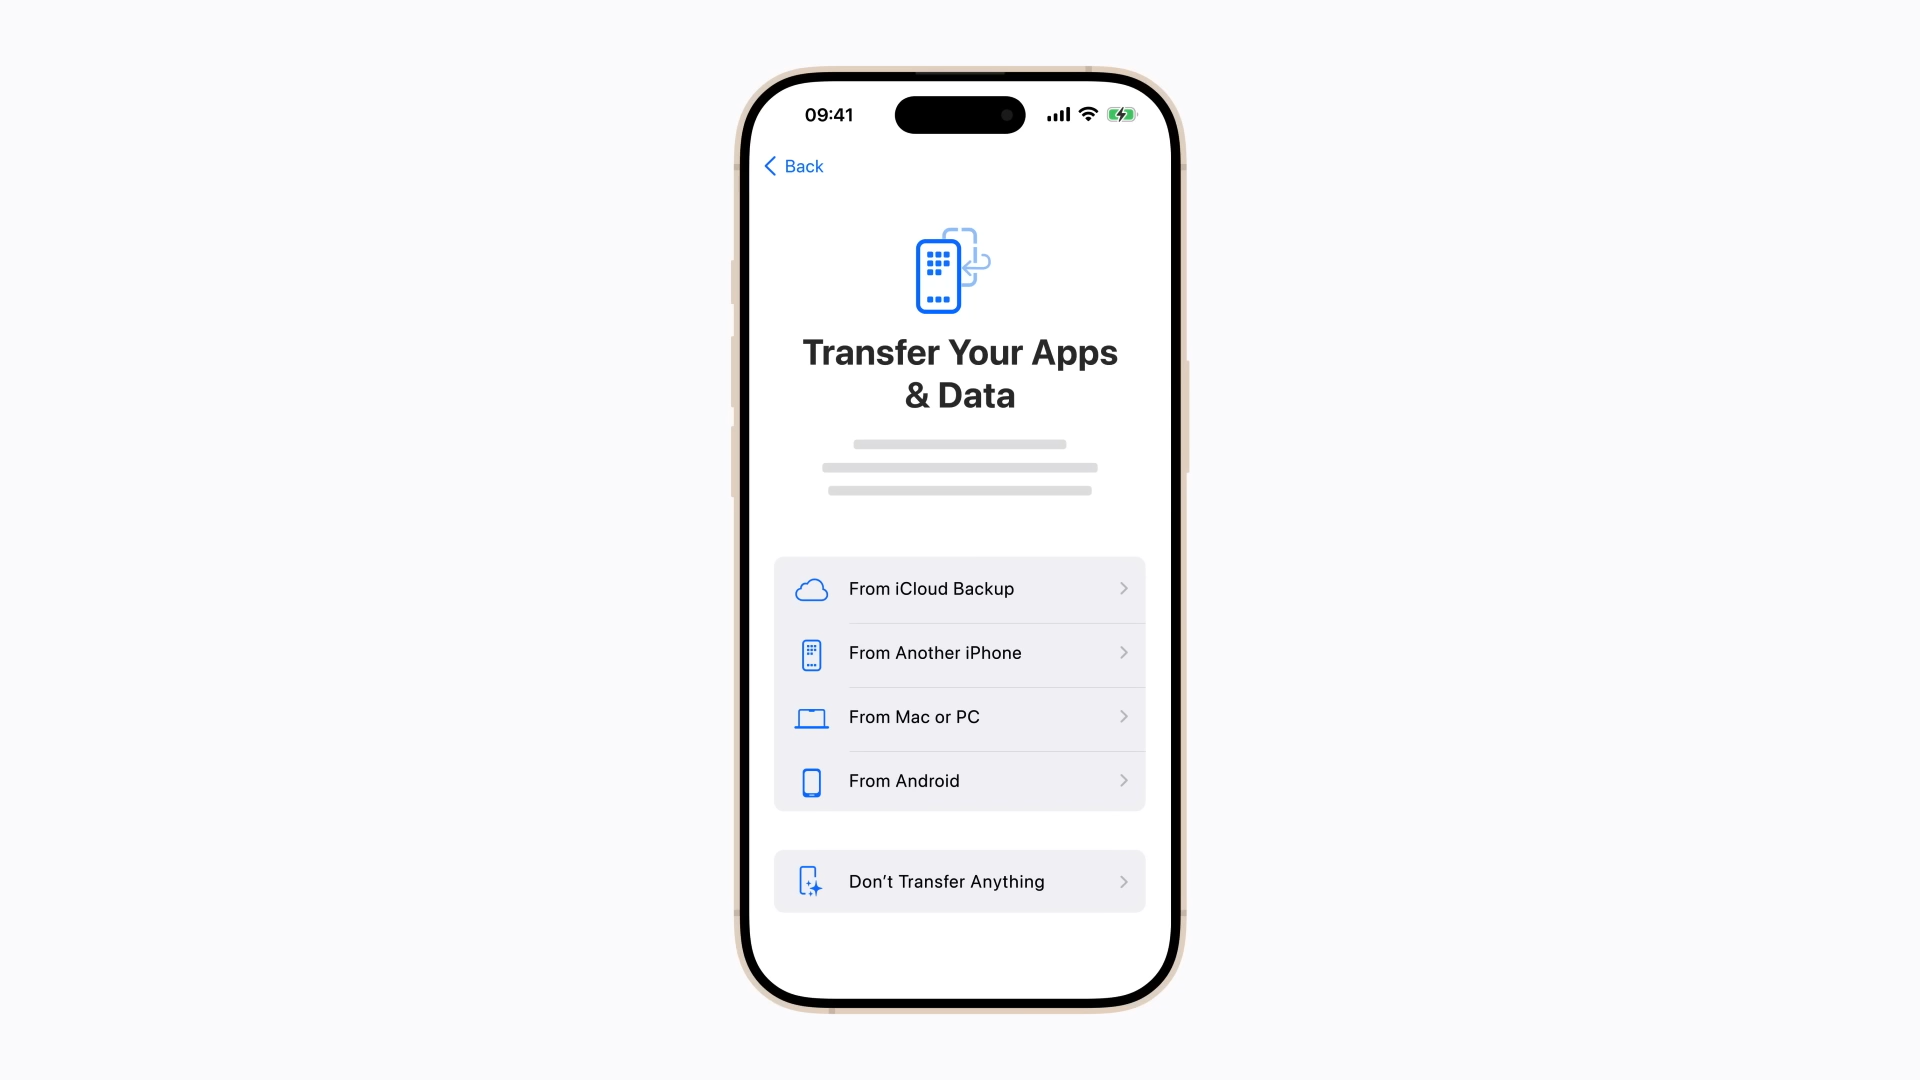 09:41
Back
Transfer Your Apps
& Data
From iCloud Backup
From Another iPhone
From Mac or PC
From Android
Don’t Transfer Anything